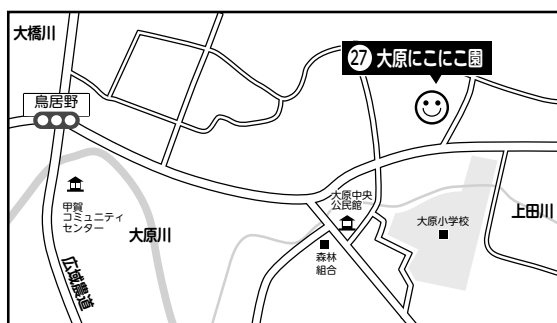 大橋川
㉗ 大原にこにこ園
鳥居野
甲賀
コミュニティ
センター
大原川
広域農道
大原中央
公民館
森林
組合
大原小学校
上田川